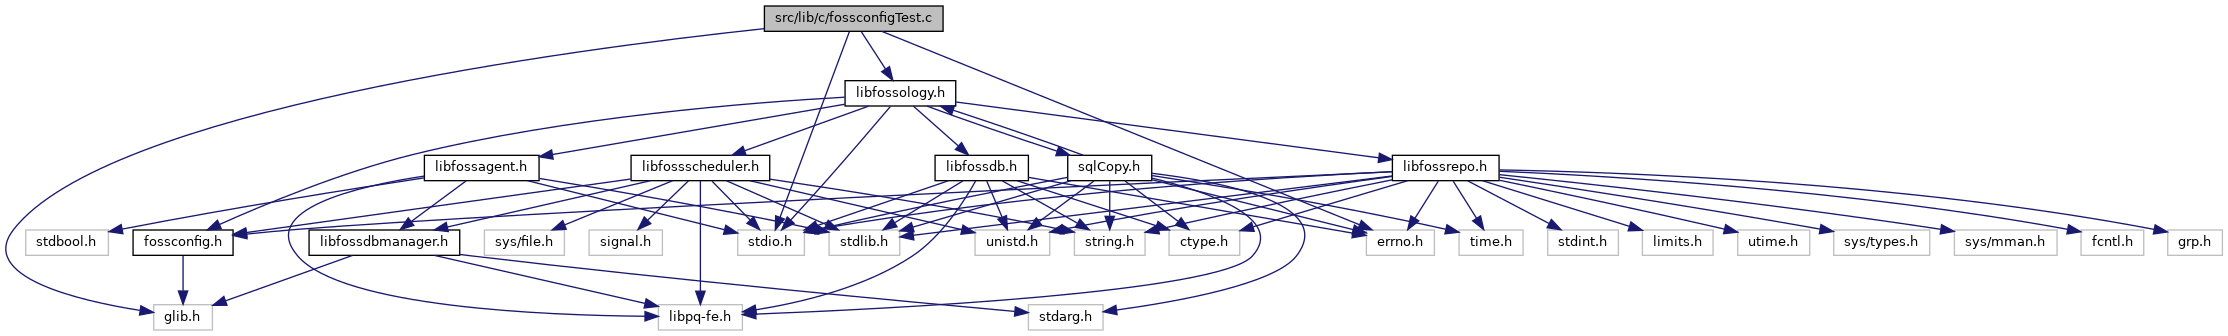 src/lib/c/fossconfigTest.c
libfossology.h
libfossagent.h
libfossscheduler.h
libfossdb.h
sqlCopy.h
libfossrepo.h
stdbool.h
fossconfig.h
libfossdbmanager.h
sys/file.h
signal.h
stdio.h
stdlib.h
unistd.h
string.h
ctype.h
errno.h
time.h
stdint.h
limits.h
utime.h
sys/types.h
sys/mman.h
fcntl.h
grp.h
glib.h
libpq-fe.h
stdarg.h